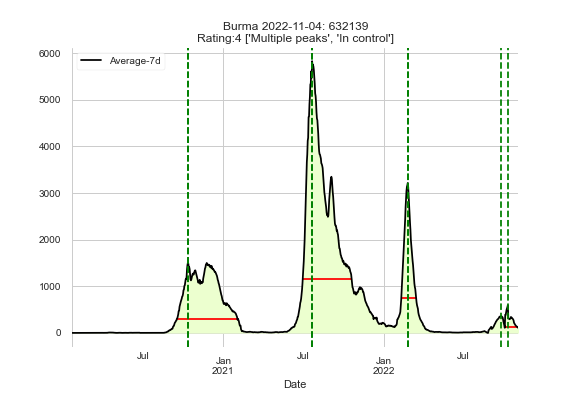 Burma 2022-11-04: 632139
Rating:4 ['Multiple peaks', 'In control']
Average-7d
6000
5000
4000
3000
2000
1000
0
Jul
Jan
2021
Jul
Jan
2022
Jul
Date